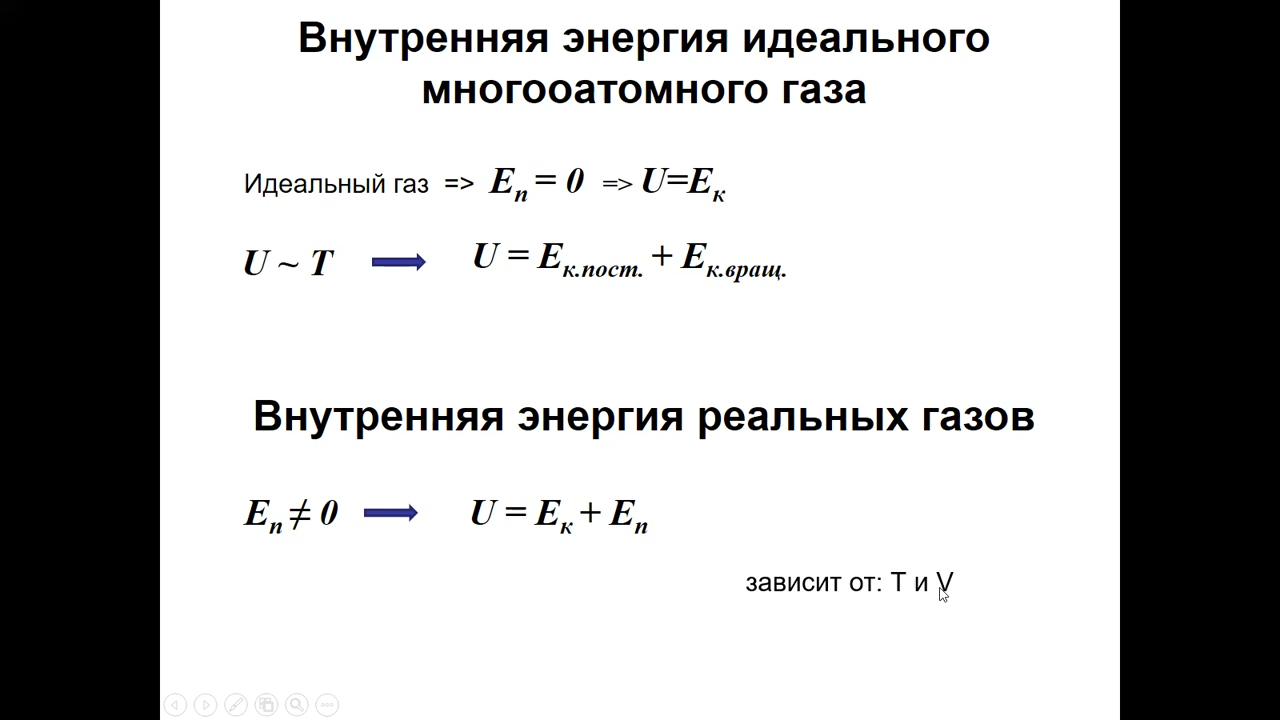 Внутренняя энергия идеального
многооатомного газа
Идеальный газ => Eп = 0 => U=Eк
U ~ T U = Eк.пост. + Eк.вращ.
Внутренняя энергия реальных газов
Eп ≠ 0 U = Eк + Eп
зависит от: T и V